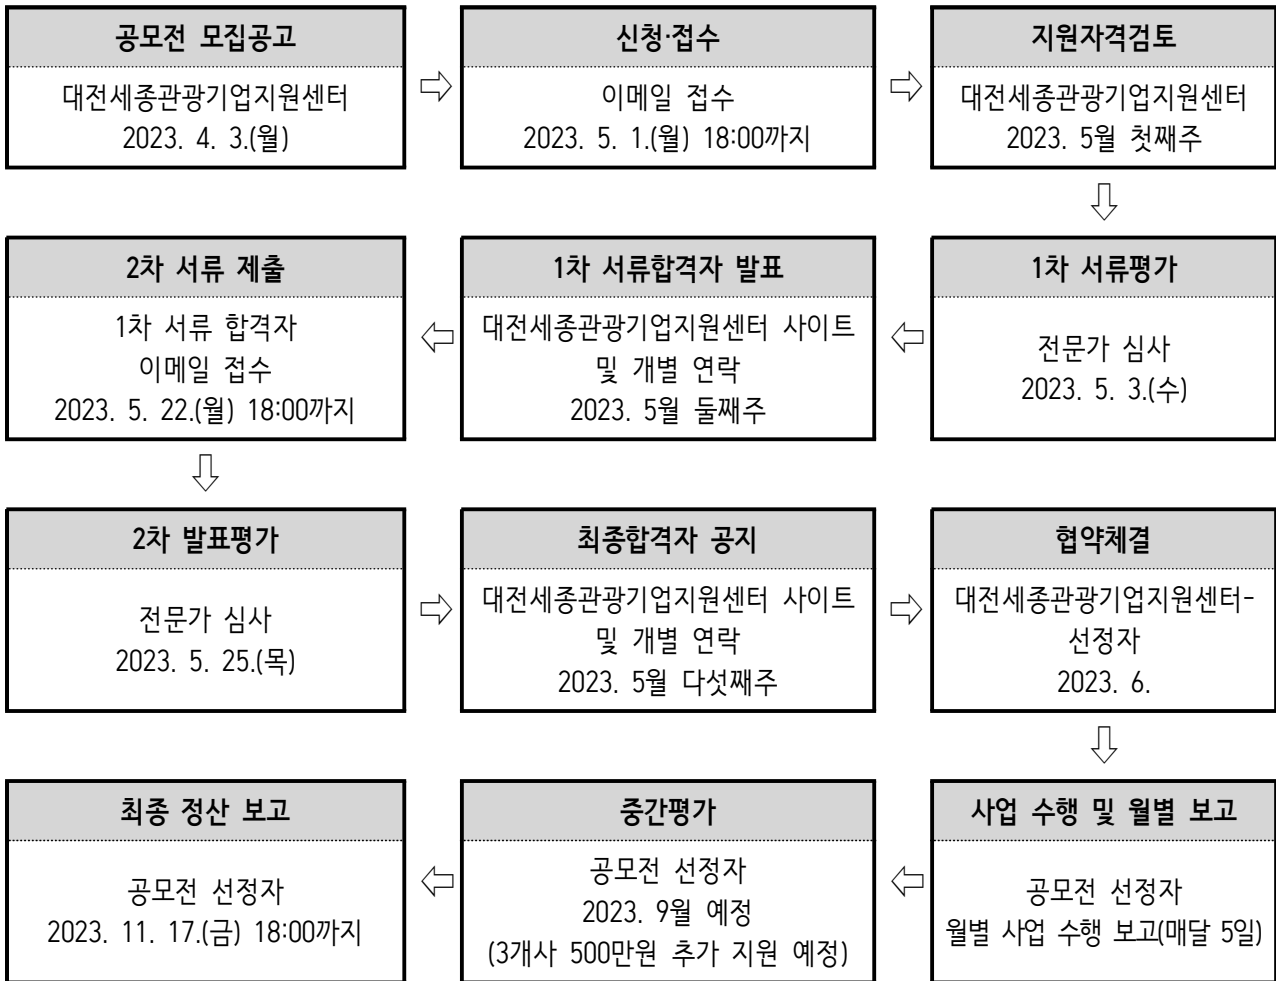 공모전 모집공고
대전세종관광기업지원센터
2023. 4. 3.(월)
신청·접수
이메일 접수
2023. 5. 1.(월) 18:00까지
지원자격검토
대전세종관광기업지원센터
2023. 5월 첫째주
1차 서류평가
전문가 심사
2023. 5. 3.(수)
1차 서류합격자 발표
대전세종관광기업지원센터 사이트
및 개별 연락
2023. 5월 둘째주
2차 서류 제출
1차 서류 합격자
이메일 접수
2023. 5. 22.(월) 18:00까지
2차 발표평가
전문가 심사
2023. 5. 25.(목)
최종합격자 공지
대전세종관광기업지원센터 사이트
및 개별 연락
2023. 5월 다섯째주
협약체결
대전세종관광기업지원센터-
선정자
2023. 6.
사업 수행 및 월별 보고
공모전 선정자
월별 사업 수행 보고(매달 5일)
중간평가
공모전 선정자
2023. 9월 예정
(3개사 500만원 추가 지원 예정)
최종 정산 보고
공모전 선정자
2023. 11. 17.(금) 18:00까지